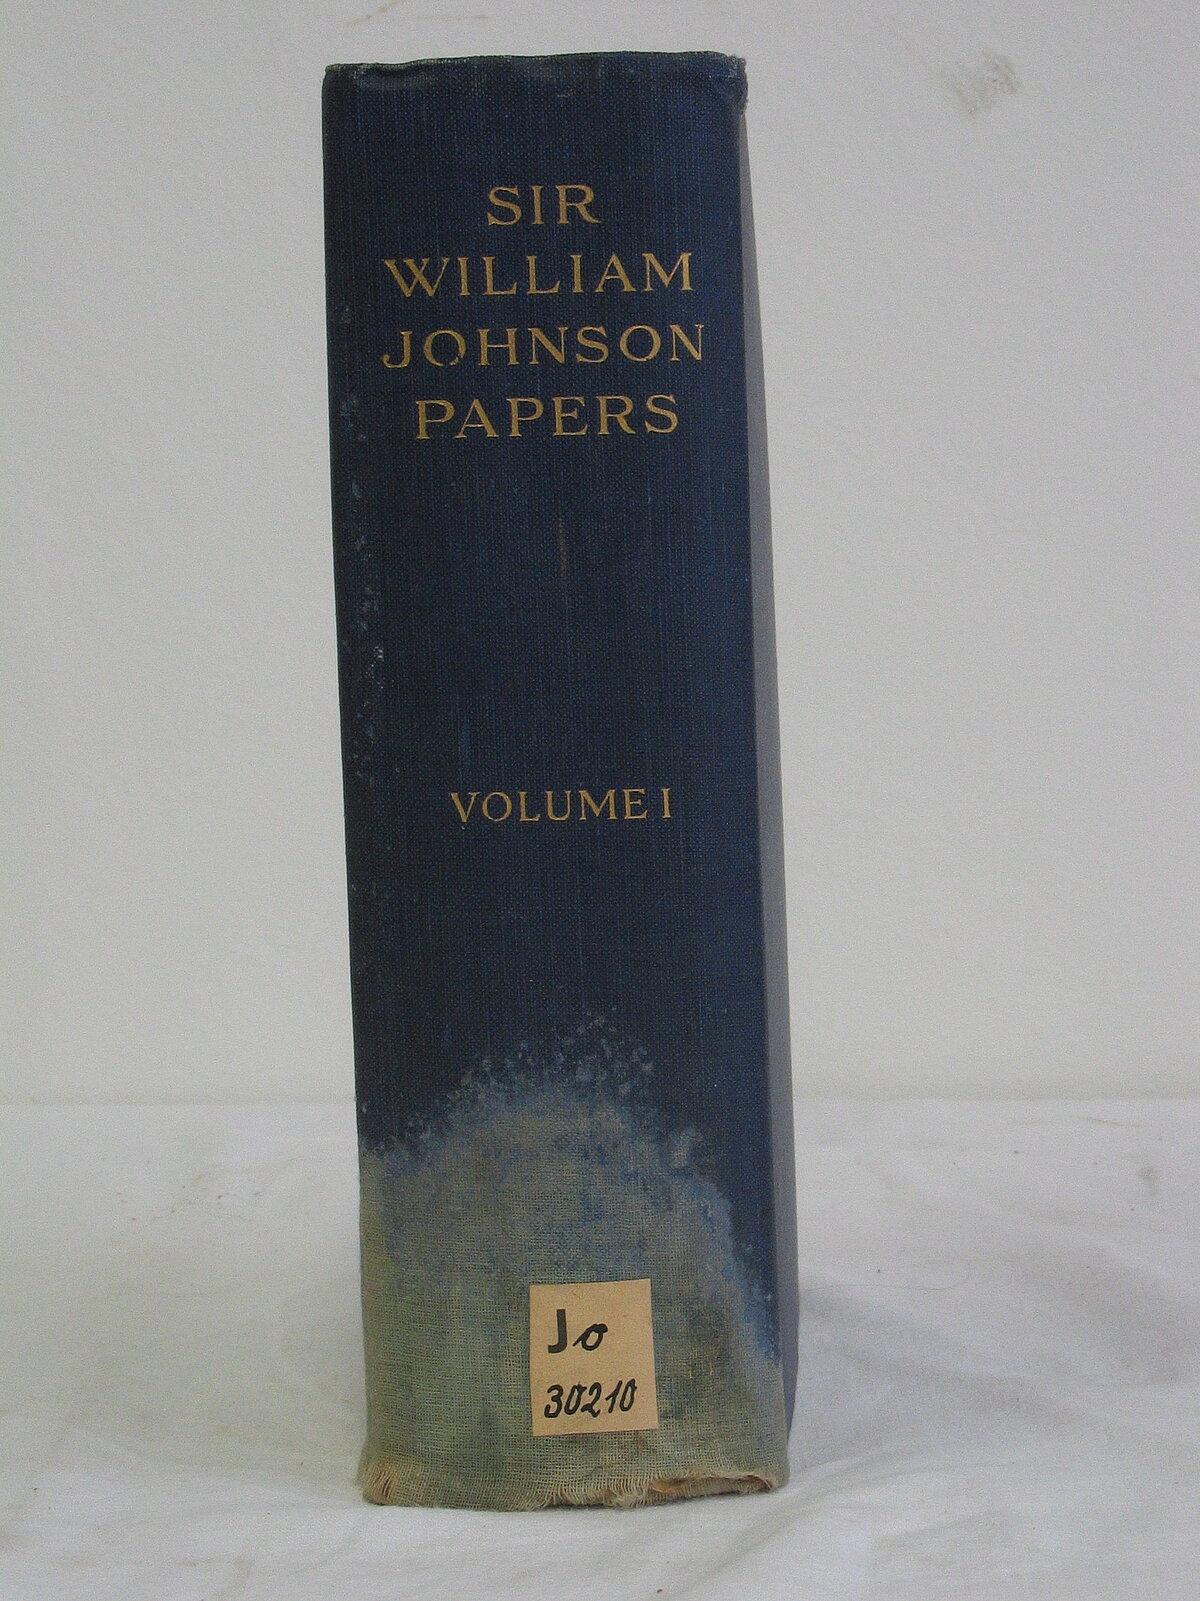 SIR
WILLIAM
JOHNSON
PAPERS
VOLUME I
Jo
30210